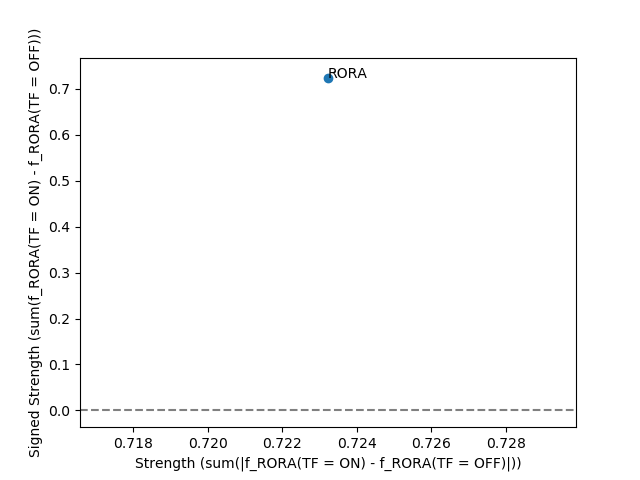 Signed Strength (sum(f_RORA(TF = ON) - f_RORA(TF = OFF)))
0.7
0.6
0.5
0.4
0.3
0.2
0.1
0.0
RORA
0.718 0.720 0.722 0.724 0.726 0.728
Strength (sum(|f_RORA(TF = ON) - f_RORA(TF = OFF)|))